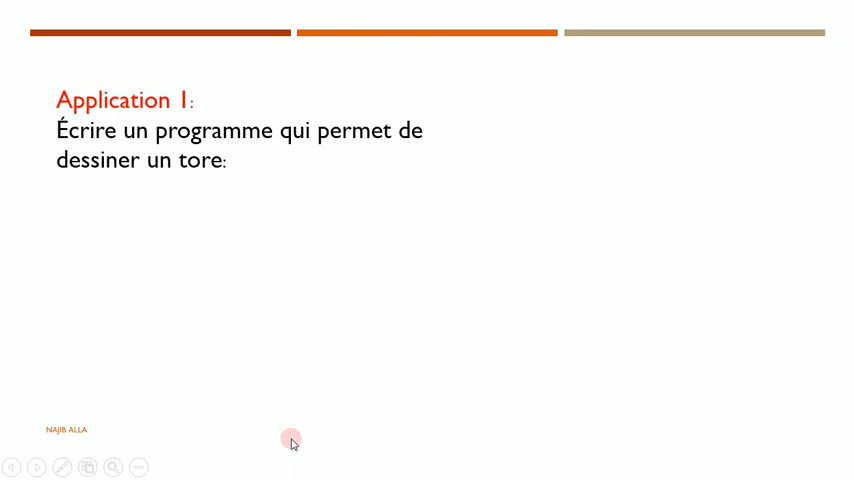 Application 1:
Écrire un programme qui permet de
dessiner un tore:
NAJIB ALLA